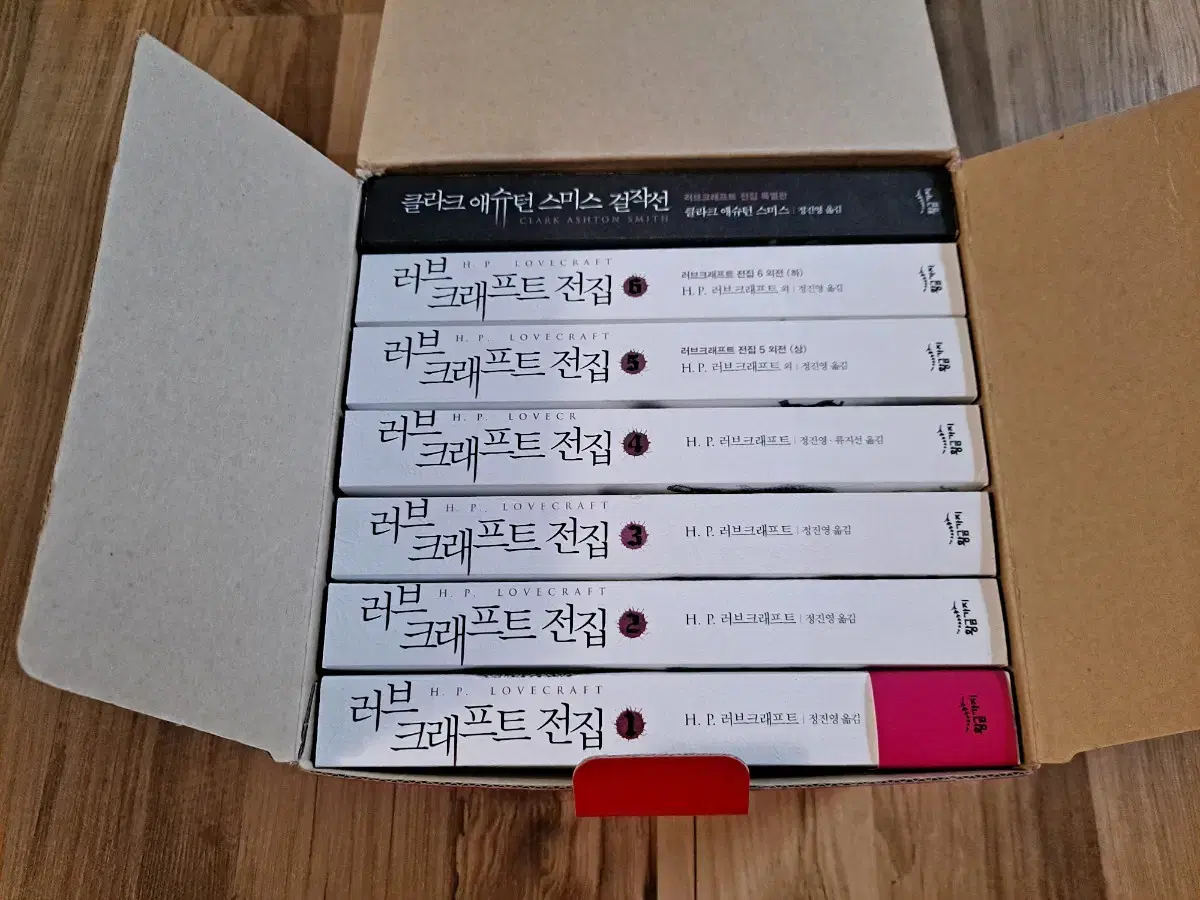 클라크 애슈턴 스미스 걸작선
CLARK ASHTON SMITH
러브크래프트 전집 특별판
클라크 애슈턴 스미스 | 정진영 옮김
H. P. LOVECRAFT
러브크래프트 전집 6
러브크래프트 전집 6 외전 (하)
H. P. 러브크래프트 외 | 정진영 옮김
H. P. LOVECRAFT
러브크래프트 전집 5
러브크래프트 전집 5 외전 (상)
H. P. 러브크래프트 외 | 정진영 옮김
H. P. LOVECR
러브크래프트 전집 4
H. P. 러브크래프트 | 정진영·류지선 옮김
H. P. LOVECRAFT
러브크래프트 전집 3
H. P. 러브크래프트 | 정진영 옮김
H. P. LOVECRAFT
러브크래프트 전집 2
H. P. 러브크래프트 | 정진영 옮김
H. P. LOVECRAFT
러브크래프트 전집 1
H. P. 러브크래프트 | 정진영 옮김